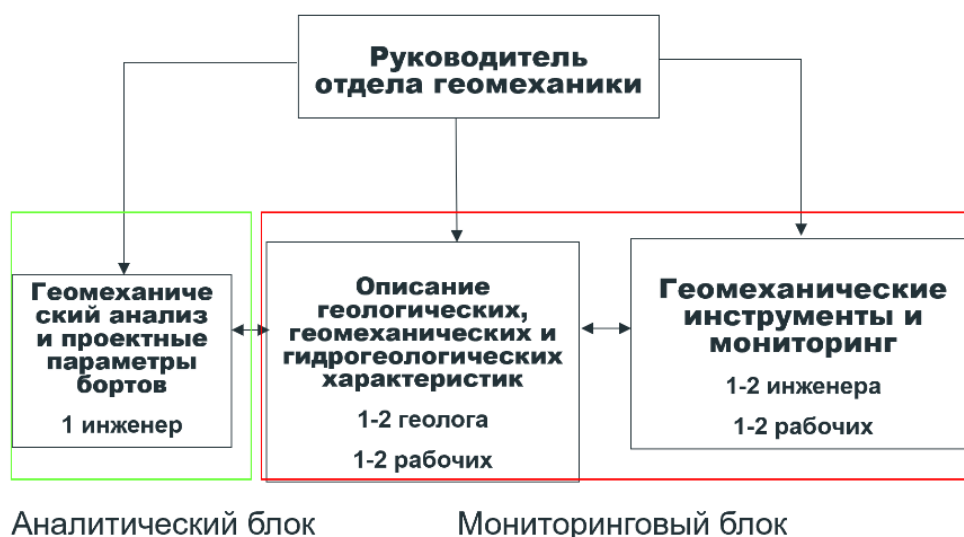 Руководитель
отдела геомеханики
Геомеханиче
ский анализ
и проектные
параметры
бортов
1 инженер
Описание
геологических,
геомеханических и
гидрогеологических
характеристик
1-2 геолога
1-2 рабочих
Геомеханические
инструменты и
мониторинг
1-2 инженера
1-2 рабочих
Аналитический блок
Мониторинговый блок